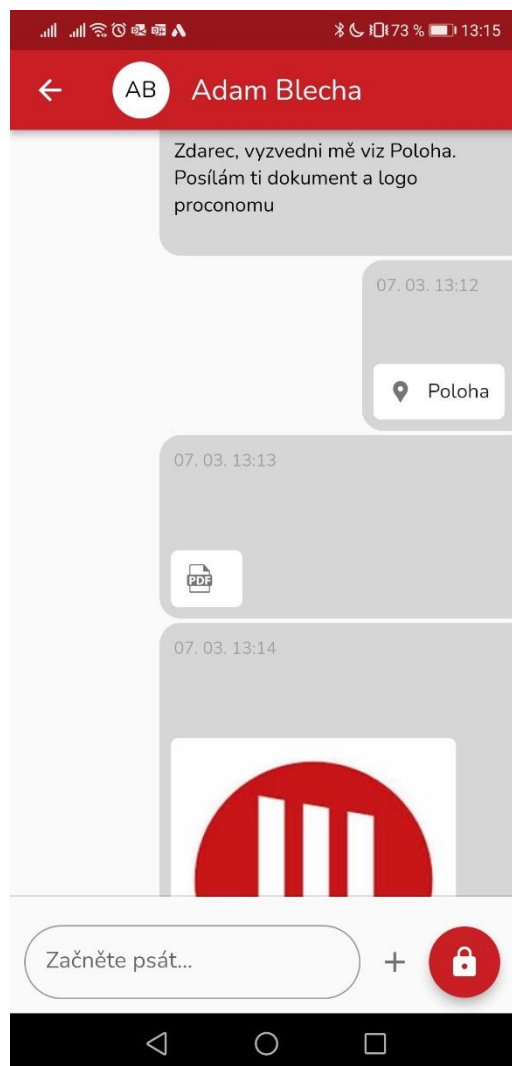 73 % 13:15
AB Adam Blecha
Zdarec, vyzvedni mě viz Poloha.
Posílám ti dokument a logo
proconomu
07. 03. 13:12
Poloha
07. 03. 13:13
PDF
07. 03. 13:14
Začněte psát...